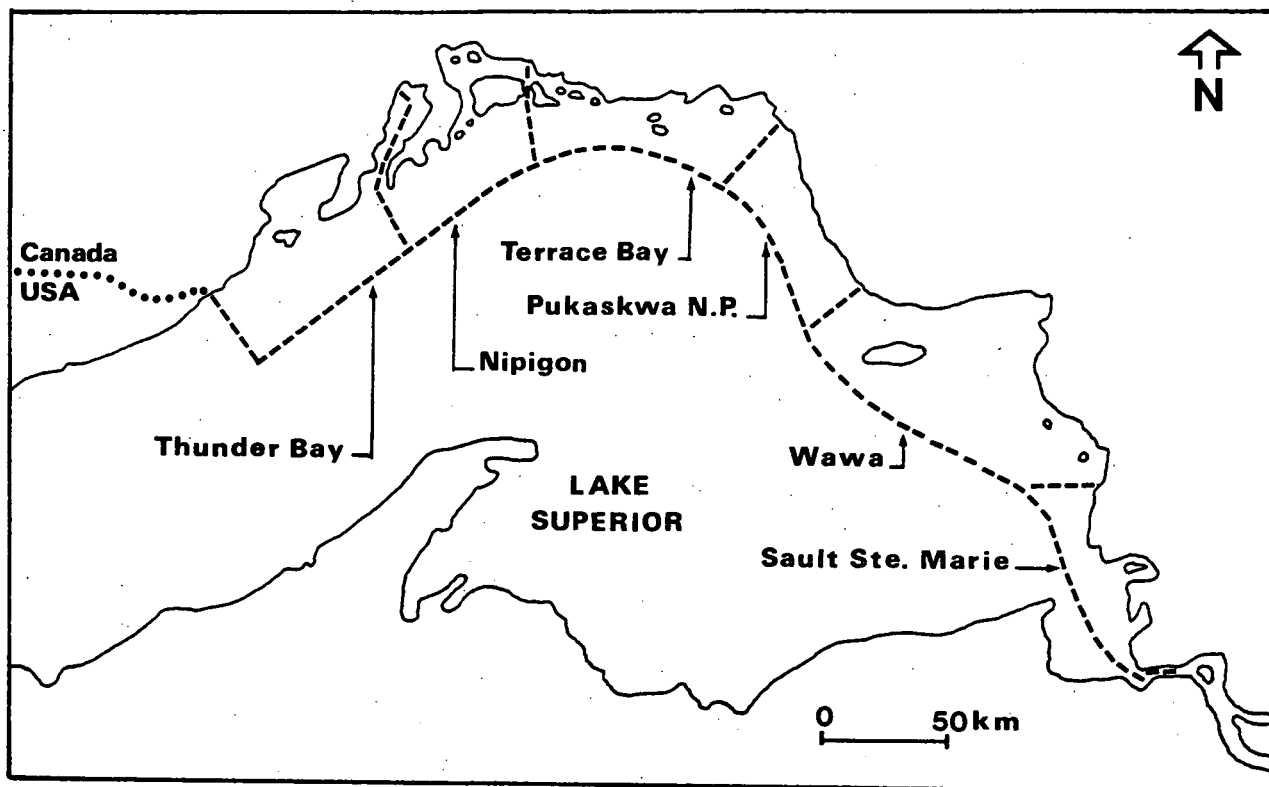 N
Canada
USA
Terrace Bay
Pukaskwa N.P.
Nipigon
Thunder Bay
Wawa
LAKE
SUPERIOR
Sault Ste. Marie
0 50km